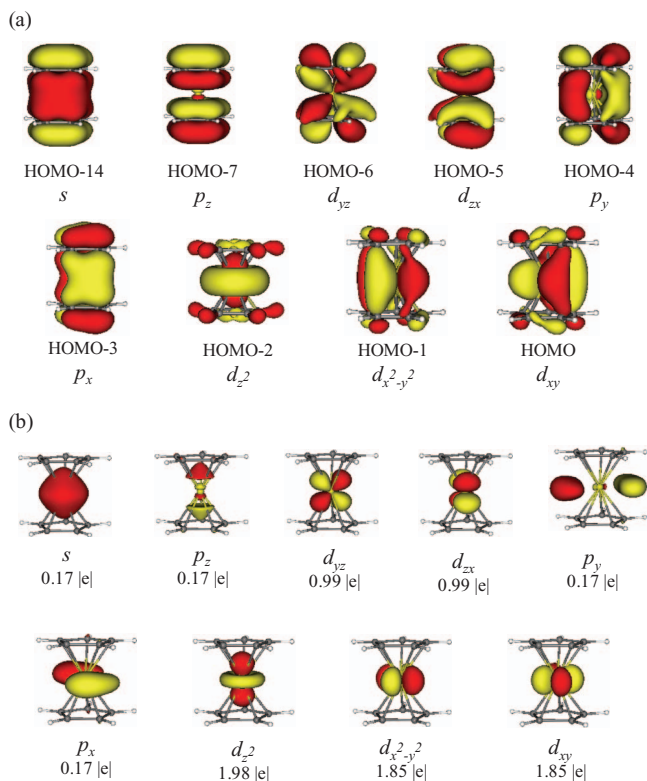 (a)
HOMO-14 HOMO-7 HOMO-6 HOMO-5 HOMO-4
s p_z d_yz d_zx p_y
HOMO-3 HOMO-2 HOMO-1 HOMO
p_x d_z² d_x²-y² d_xy
(b)
s p_z d_yz d_zx p_y
0.17 |e| 0.17 |e| 0.99 |e| 0.99 |e| 0.17 |e|
p_x d_z² d_x²-y² d_xy
0.17 |e| 1.98 |e| 1.85 |e| 1.85 |e|